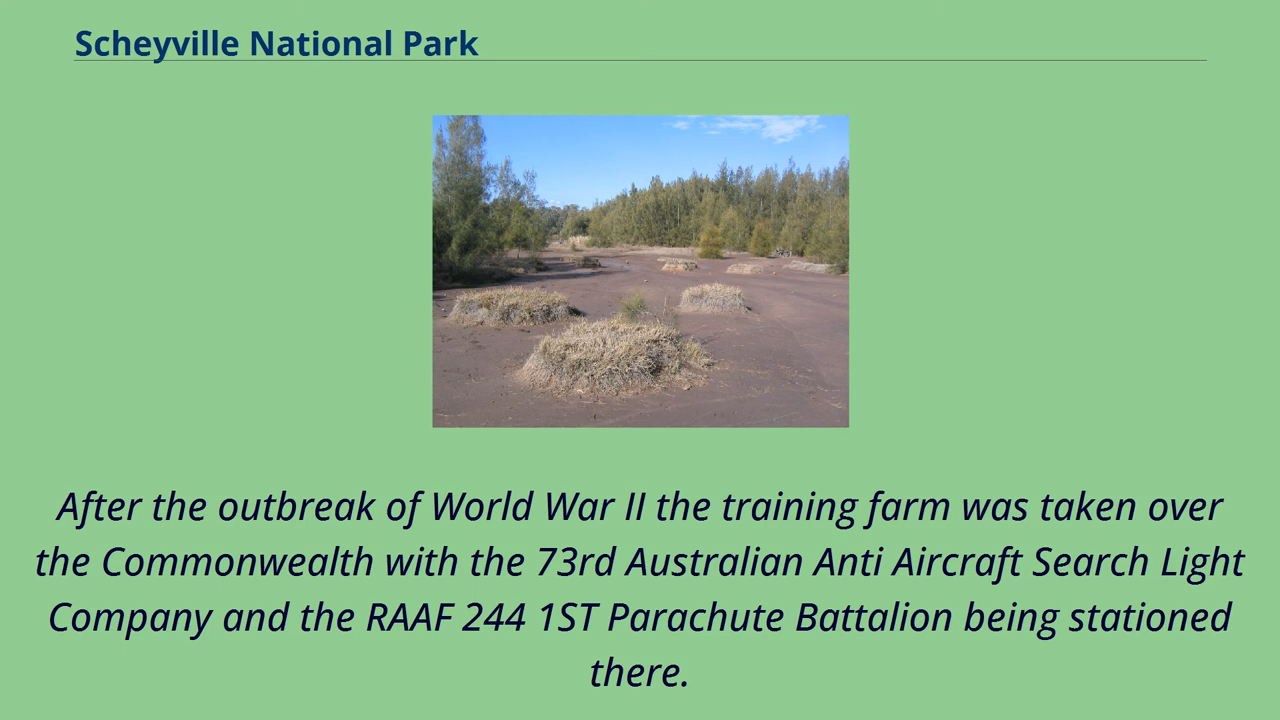 Scheyville National Park
After the outbreak of World War II the training farm was taken over
the Commonwealth with the 73rd Australian Anti Aircraft Search Light
Company and the RAAF 244 1ST Parachute Battalion being stationed
there.